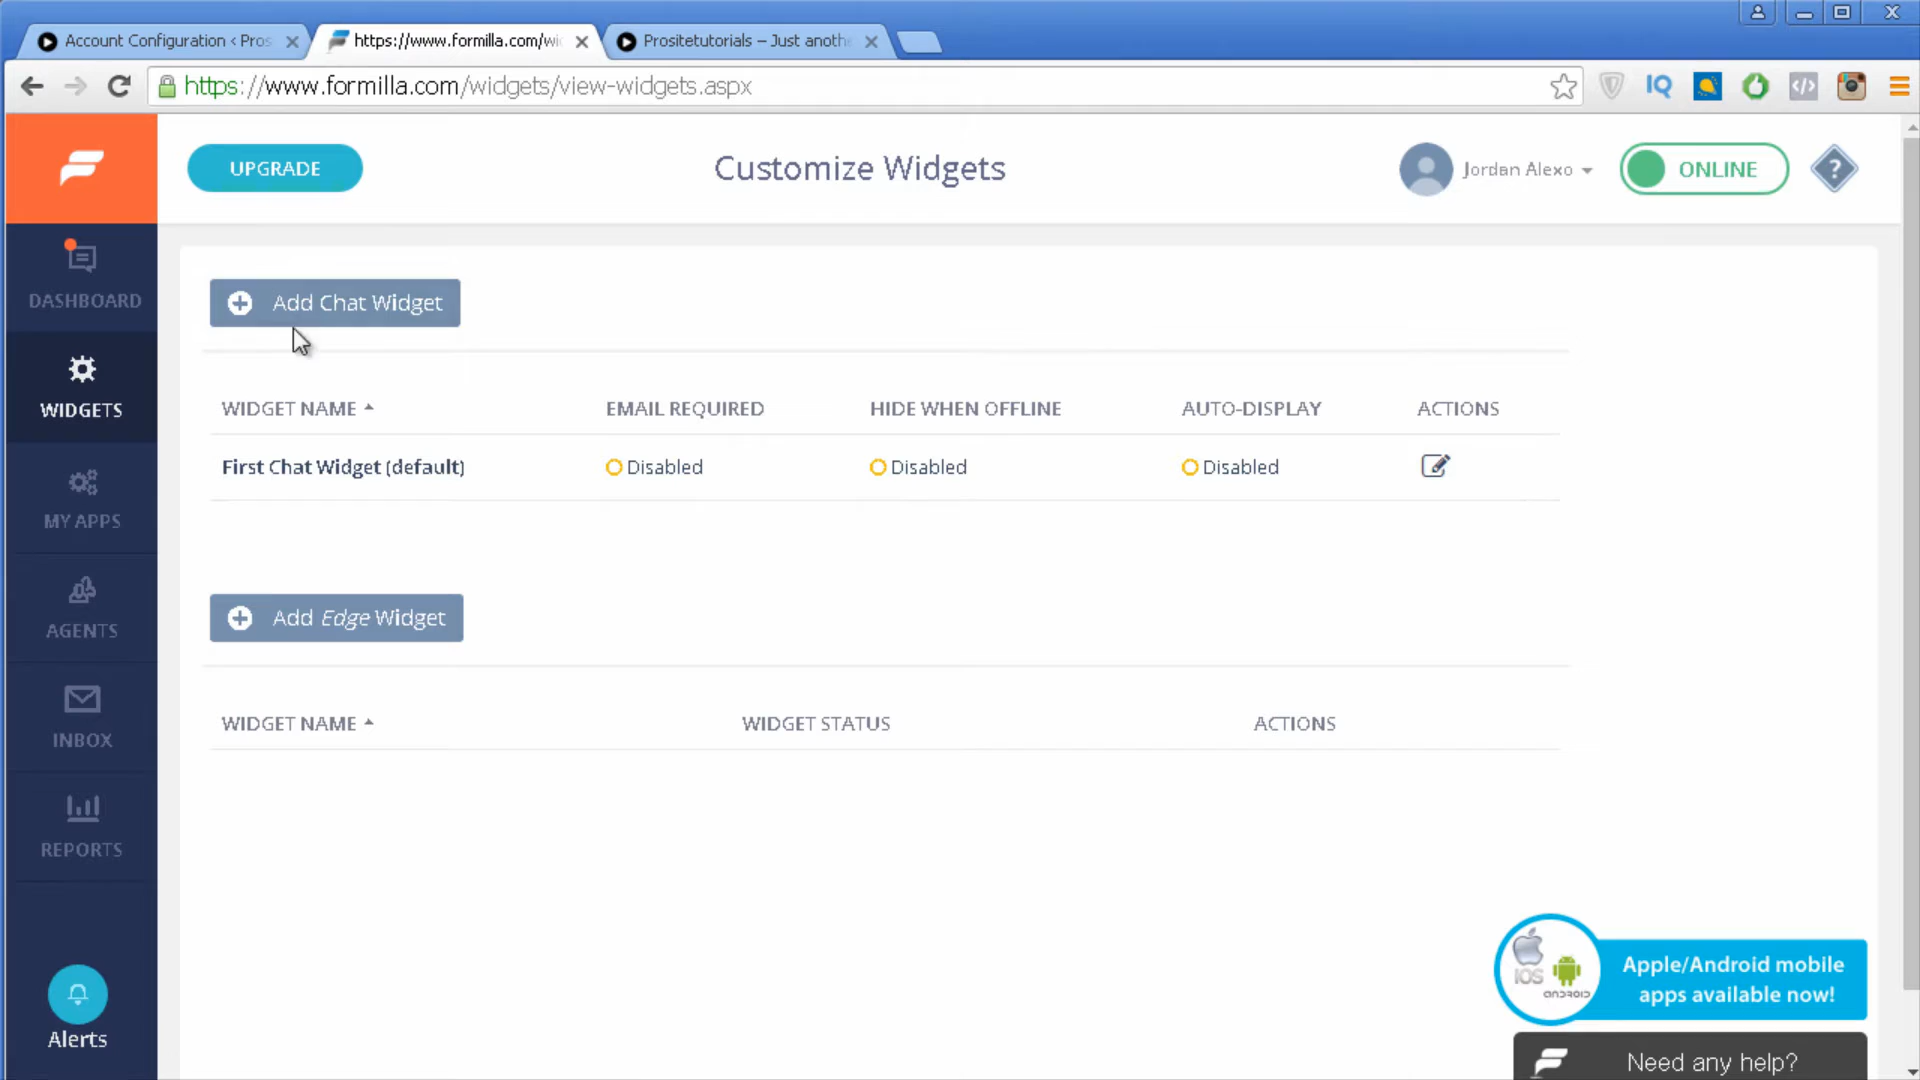 Account Configuration ‹ Pros
https://www.formilla.com/wi
Prositetutorials – Just anoth
https://www.formilla.com/widgets/view-widgets.aspx
IQ
UPGRADE
Customize Widgets
Jordan Alexo
ONLINE
?
DASHBOARD
WIDGETS
MY APPS
AGENTS
INBOX
REPORTS
Alerts
Add Chat Widget
WIDGET NAME EMAIL REQUIRED HIDE WHEN OFFLINE AUTO-DISPLAY ACTIONS
First Chat Widget (default) Disabled Disabled Disabled
Add Edge Widget
WIDGET NAME WIDGET STATUS ACTIONS
iOS
ANDROID
Apple/Android mobile
apps available now!
Need any help?